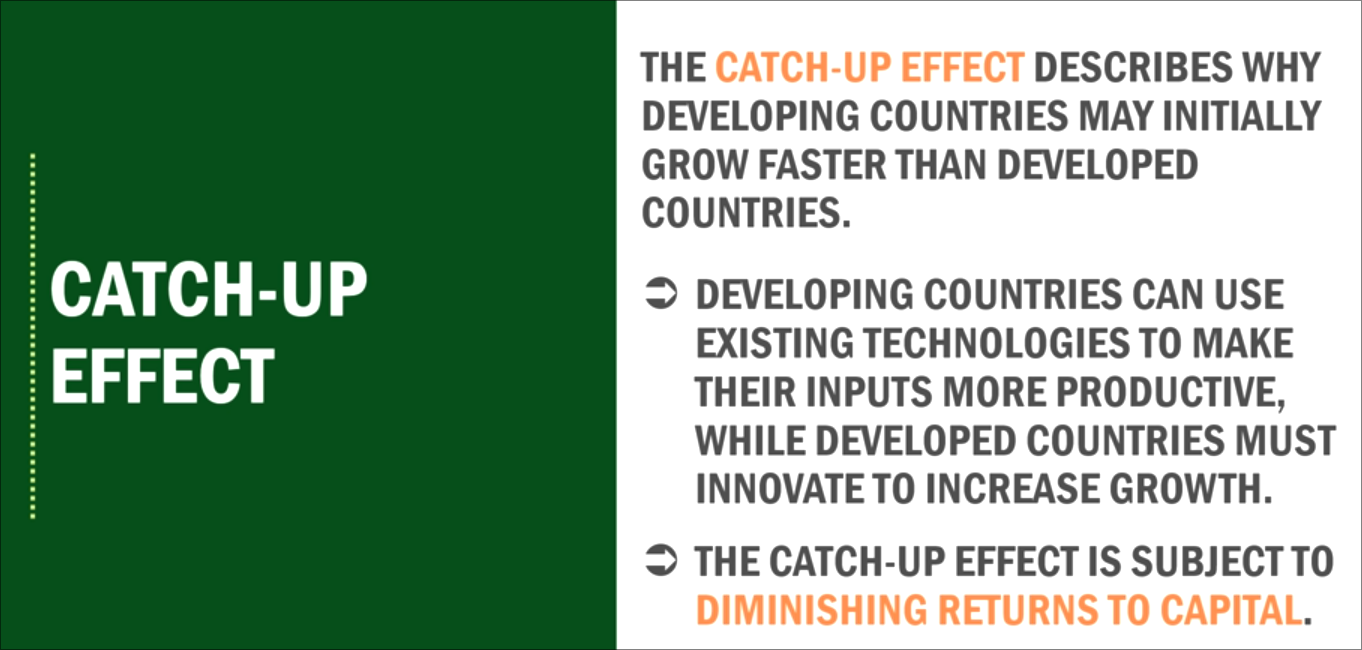 CATCH-UP
EFFECT
THE CATCH-UP EFFECT DESCRIBES WHY
DEVELOPING COUNTRIES MAY INITIALLY
GROW FASTER THAN DEVELOPED
COUNTRIES.
➲ DEVELOPING COUNTRIES CAN USE
EXISTING TECHNOLOGIES TO MAKE
THEIR INPUTS MORE PRODUCTIVE,
WHILE DEVELOPED COUNTRIES MUST
INNOVATE TO INCREASE GROWTH.
➲ THE CATCH-UP EFFECT IS SUBJECT TO
DIMINISHING RETURNS TO CAPITAL.